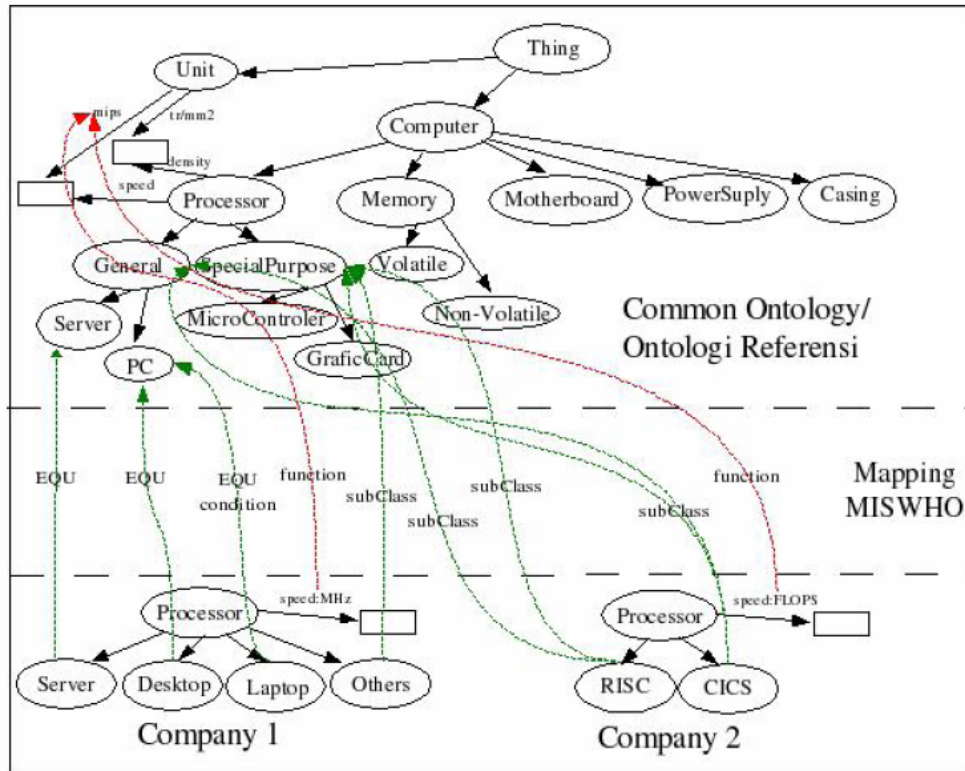 Thing
Unit
mips
tr/mm2
Computer
density
speed
Processor
Memory
Motherboard
PowerSuply
Casing
General
SpecialPurpose
Volatile
Server
MicroControler
Non-Volatile
PC
GraficCard
Common Ontology/
Ontologi Referensi
EQU
EQU
EQU
condition
function
subClass
subClass
subClass
subClass
function
Mapping
MISWHO
Processor
speed:MHz
Processor
speed:FLOPS
Server
Desktop
Laptop
Others
RISC
CICS
Company 1
Company 2